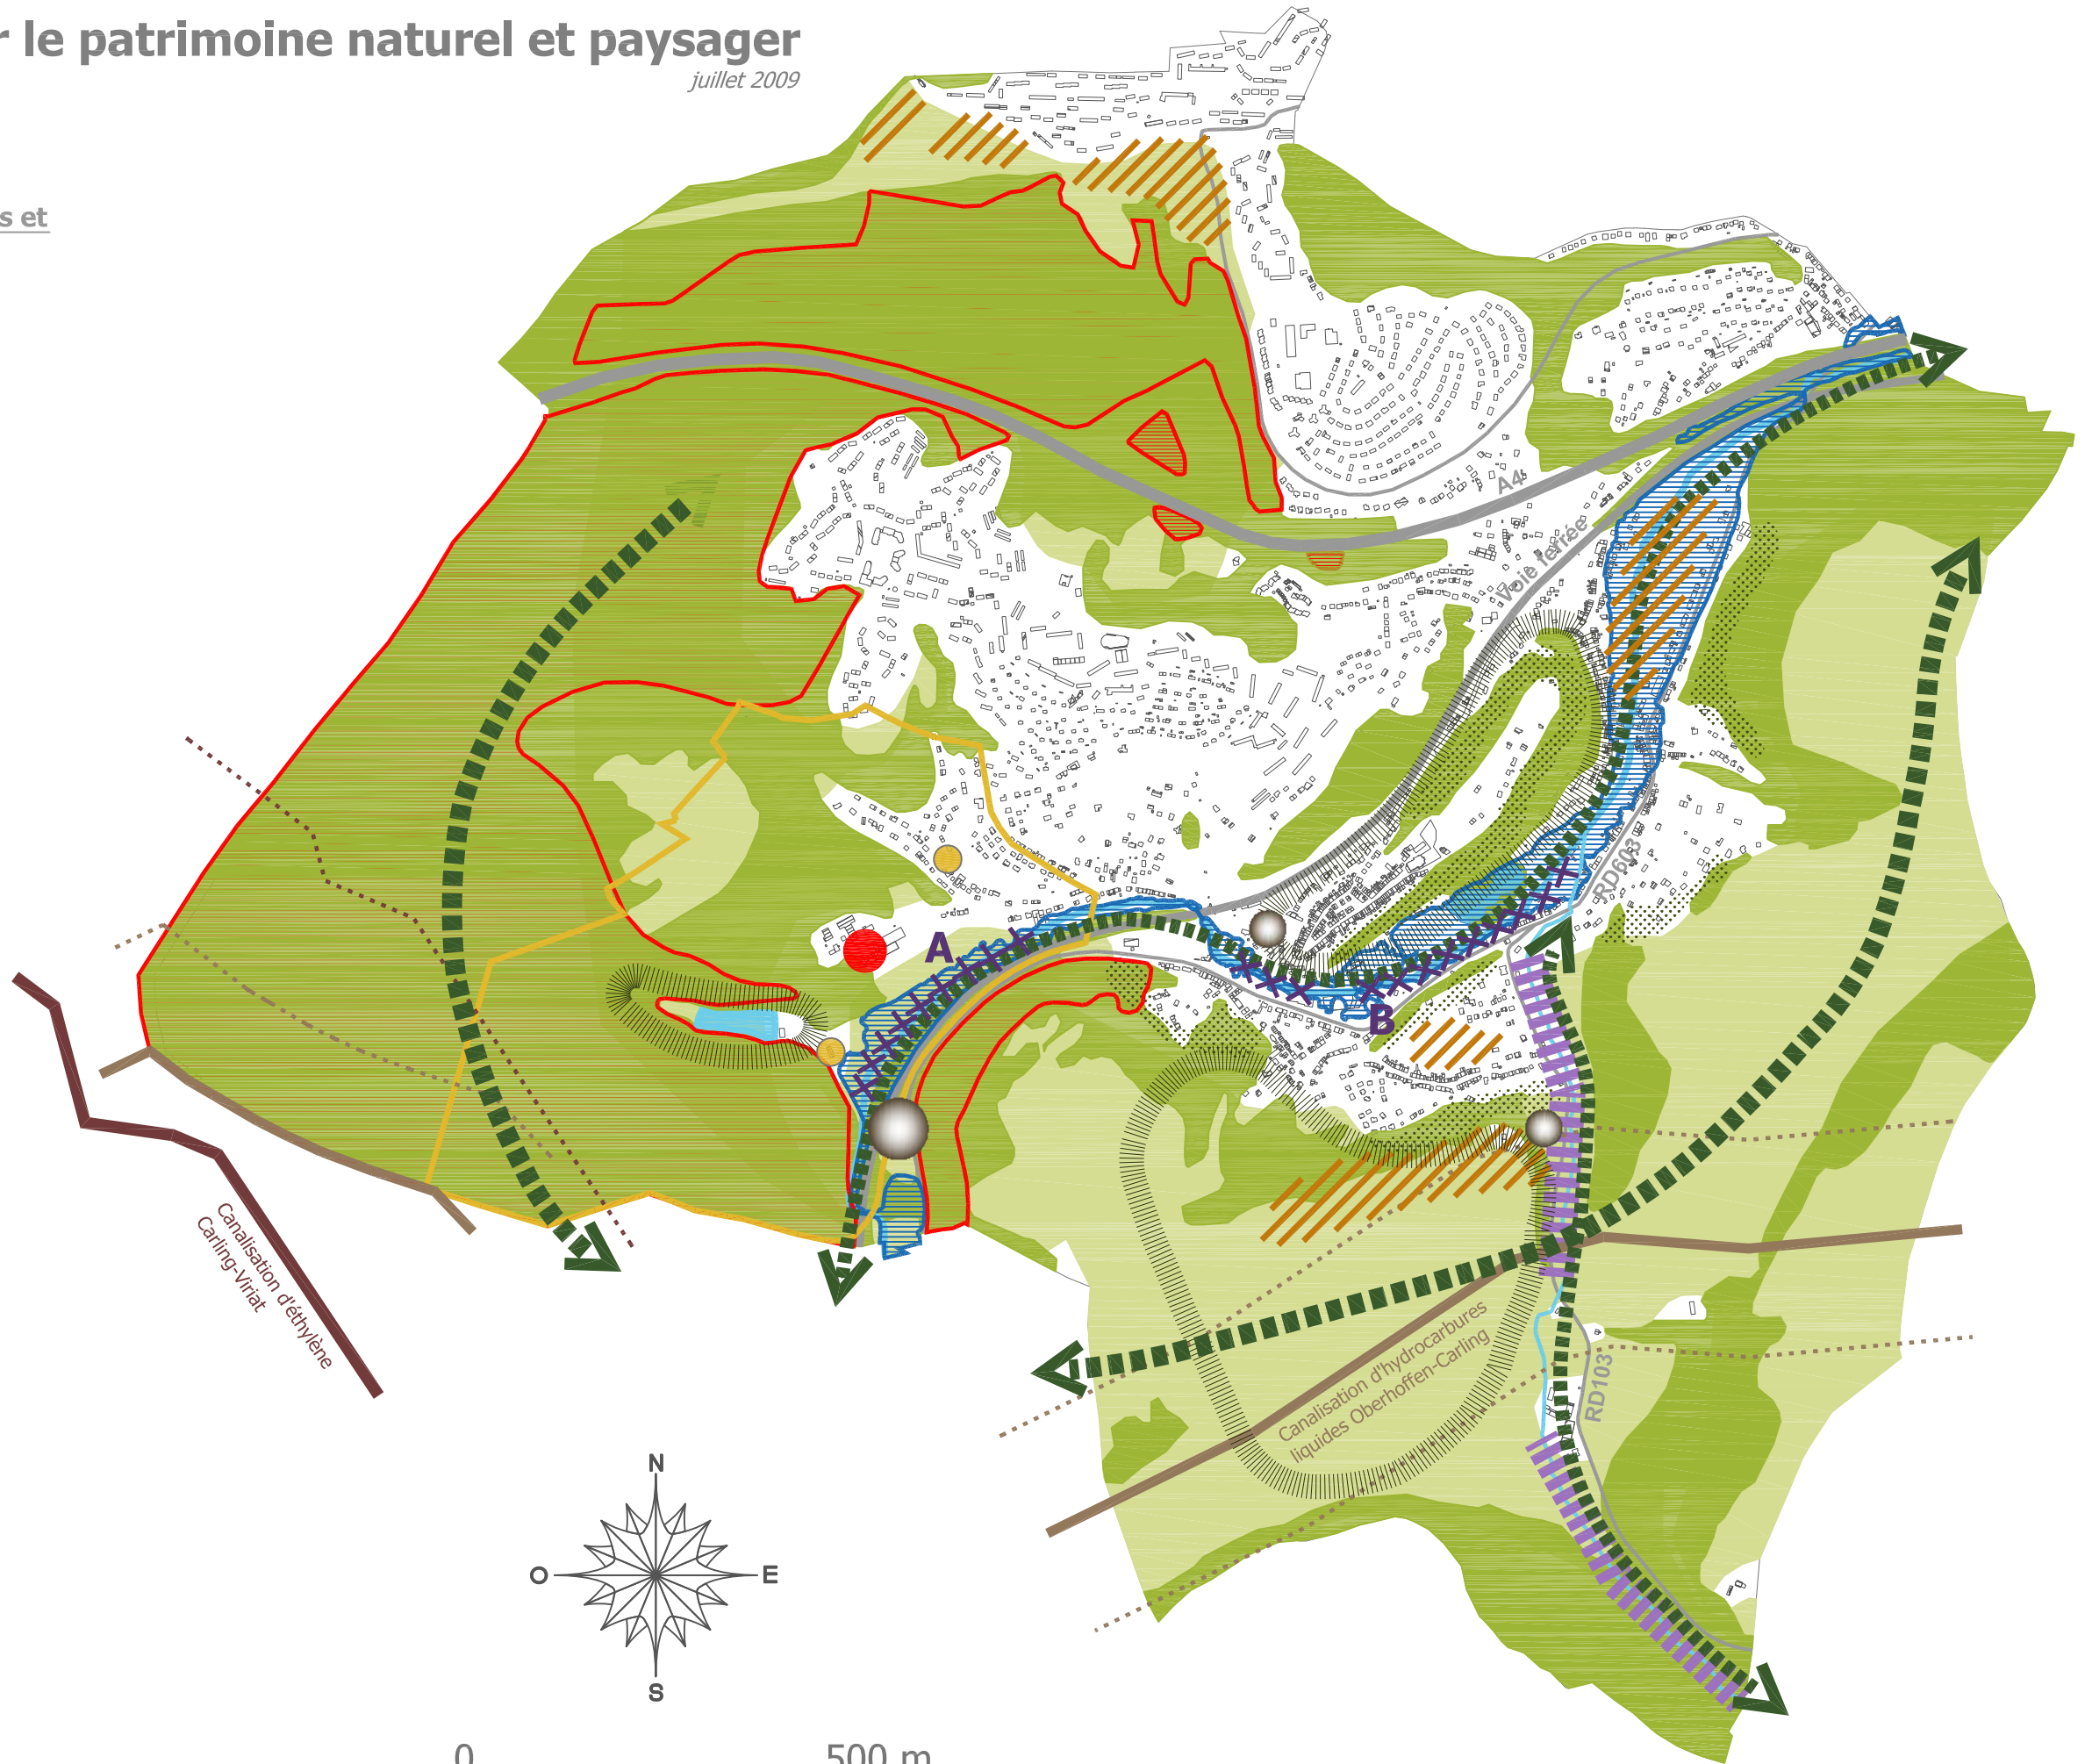 r le patrimoine naturel et paysager
juillet 2009
s et
A4
Voie ferrée
RD603
A
B
Canalisation d'éthylène
Carling-Viriat
Canalisation d'hydrocarbures
liquides Oberhoffen-Carling
RD103
N
O
E
S
0
500 m